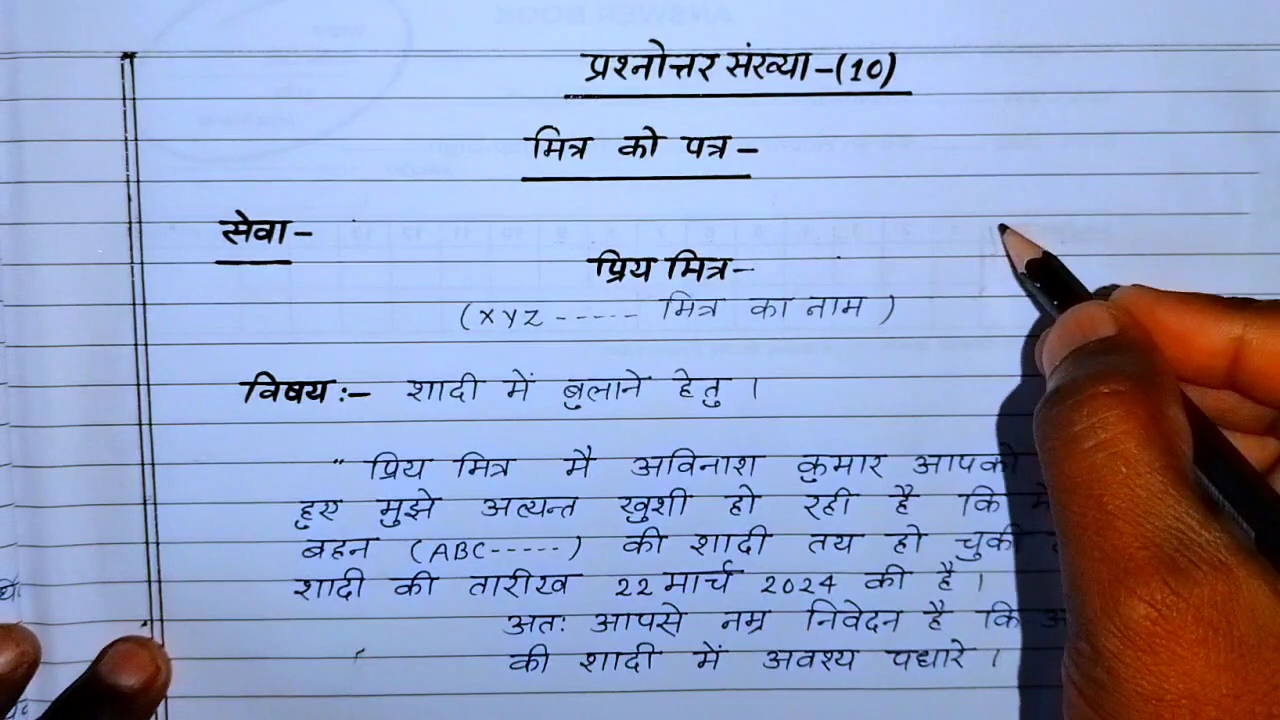 प्रश्नोत्तर संख्या-(10)
मित्र को पत्र-
सेवा-
प्रिय मित्र-
(XYZ ----- मित्र का नाम )
विषय:- शादी में बुलाने हेतु ।
" प्रिय मित्र मै अविनाश कुमार आपको
हुए मुझे अत्यन्त खुशी हो रही है कि
बहन (ABC-----) की शादी तय हो चुकी
शादी की तारीख 22 मार्च 2024 की है ।
अतः आपसे नम्र निवेदन है कि
की शादी में अवश्य पधारे ।